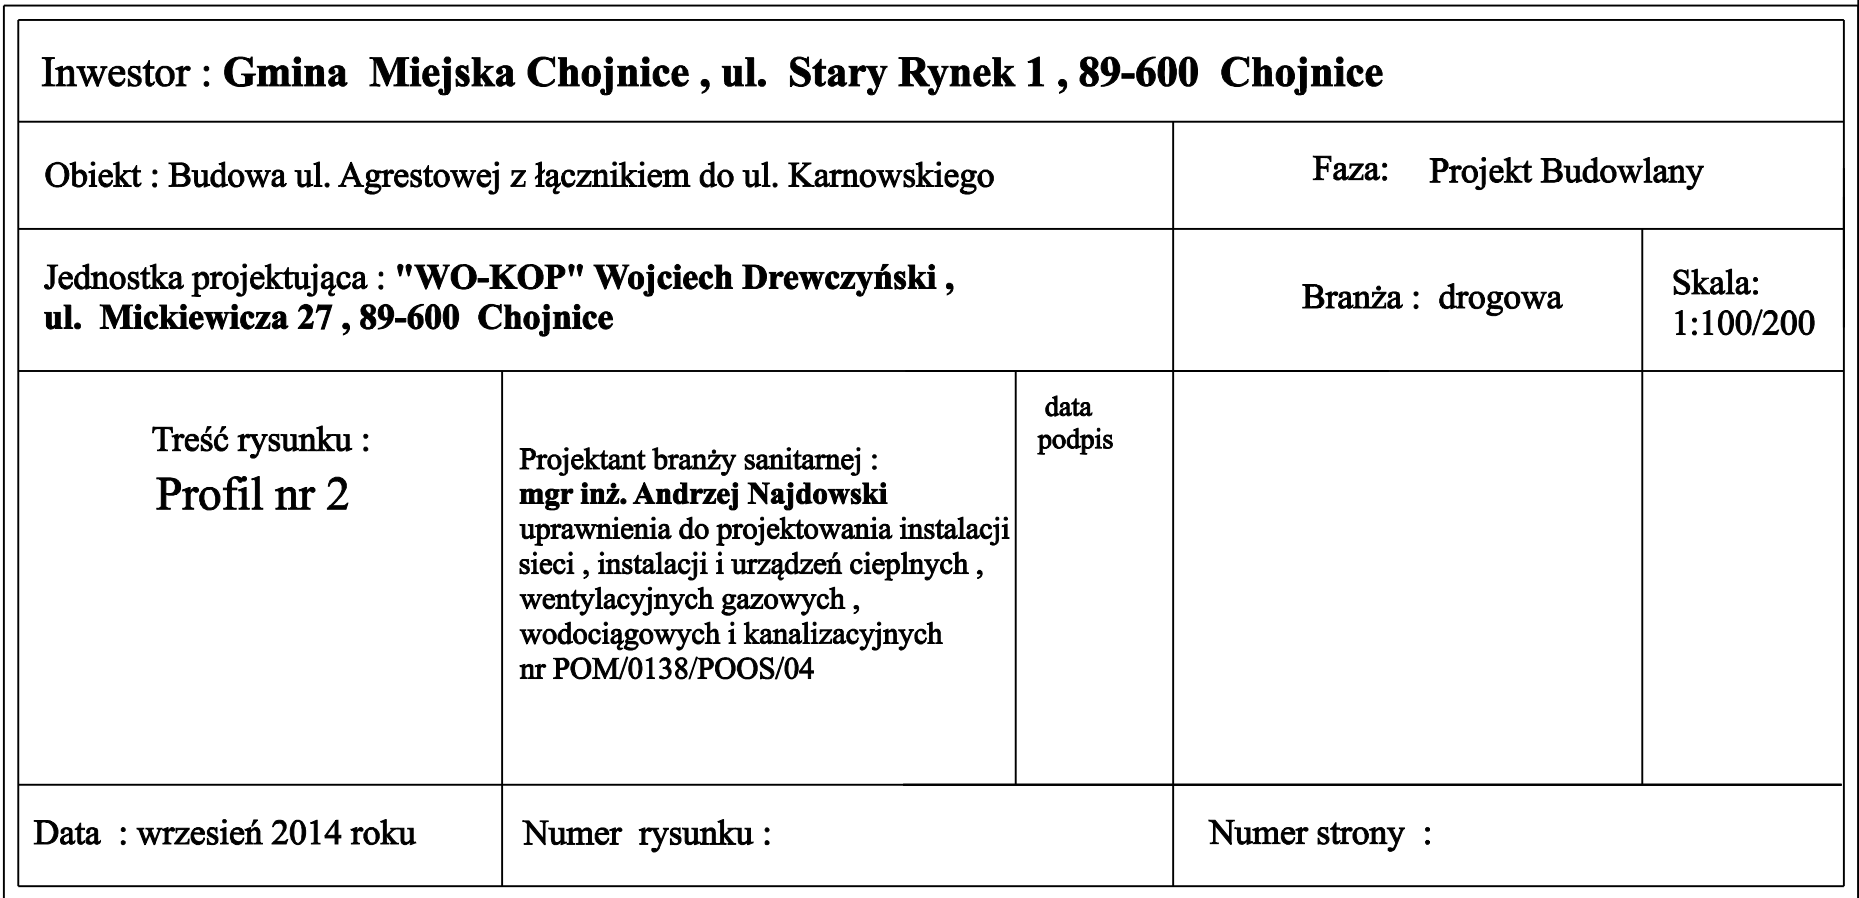 Inwestor : Gmina Miejska Chojnice , ul. Stary Rynek 1 , 89-600 Chojnice
Obiekt : Budowa ul. Agrestowej z łącznikiem do ul. Karnowskiego
Faza: Projekt Budowlany
Jednostka projektująca : "WO-KOP" Wojciech Drewczyński ,
ul. Mickiewicza 27 , 89-600 Chojnice
Branża : drogowa
Skala:
1:100/200
Treść rysunku :
Profil nr 2
Projektant branży sanitarnej :
mgr inż. Andrzej Najdowski
uprawnienia do projektowania instalacji
sieci , instalacji i urządzeń cieplnych ,
wentylacyjnych gazowych ,
wodociągowych i kanalizacyjnych
nr POM/0138/POOS/04
data
podpis
Data : wrzesień 2014 roku
Numer rysunku :
Numer strony :